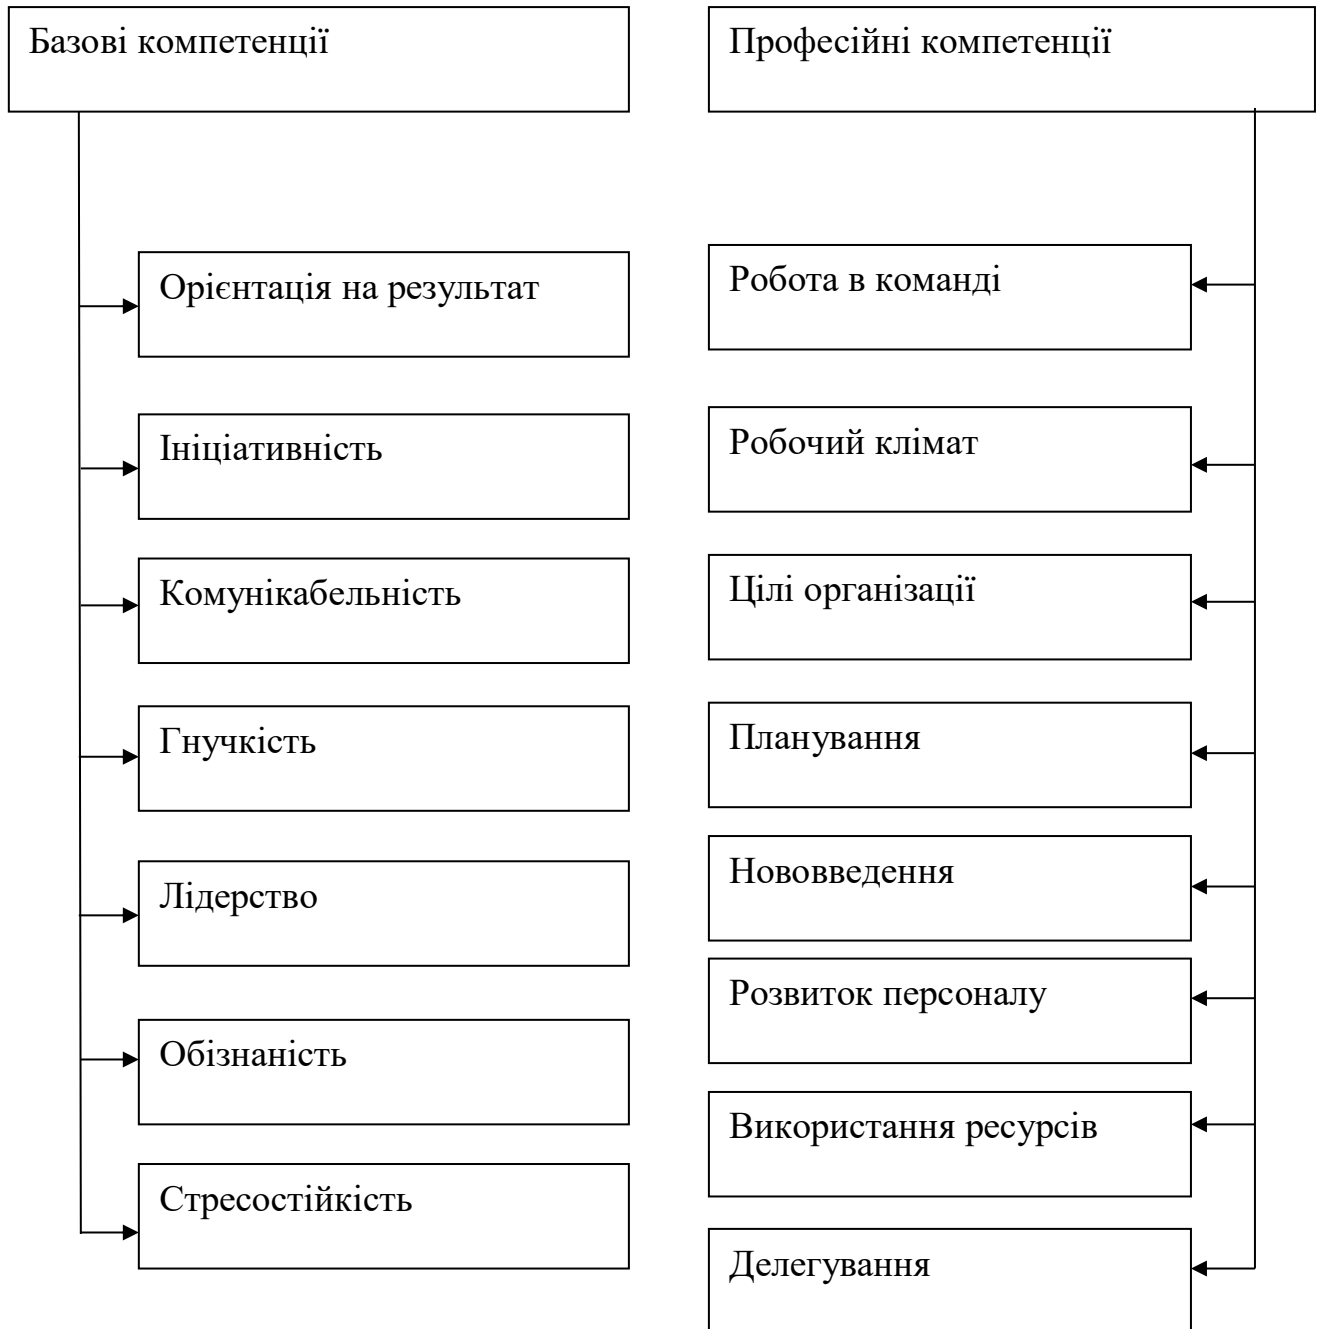 Базові компетенції
Орієнтація на результат
Ініціативність
Комунікабельність
Гнучкість
Лідерство
Обізнаність
Стресостійкість
Професійні компетенції
Робота в команді
Робочий клімат
Цілі організації
Планування
Нововведення
Розвиток персоналу
Використання ресурсів
Делегування